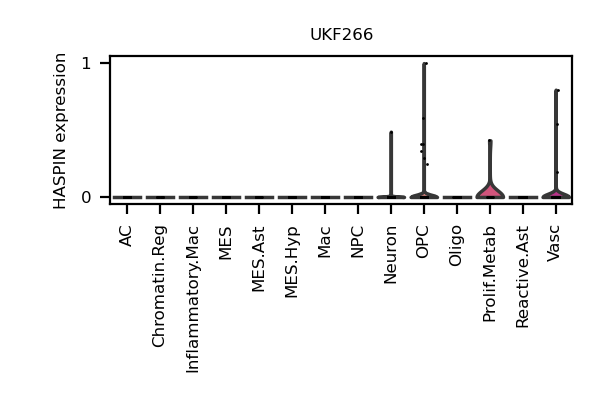 UKF266
HASPIN expression
1
0
AC
Chromatin.Reg
Inflammatory.Mac
MES
MES.Ast
MES.Hyp
Mac
NPC
Neuron
OPC
Oligo
Prolif.Metab
Reactive.Ast
Vasc